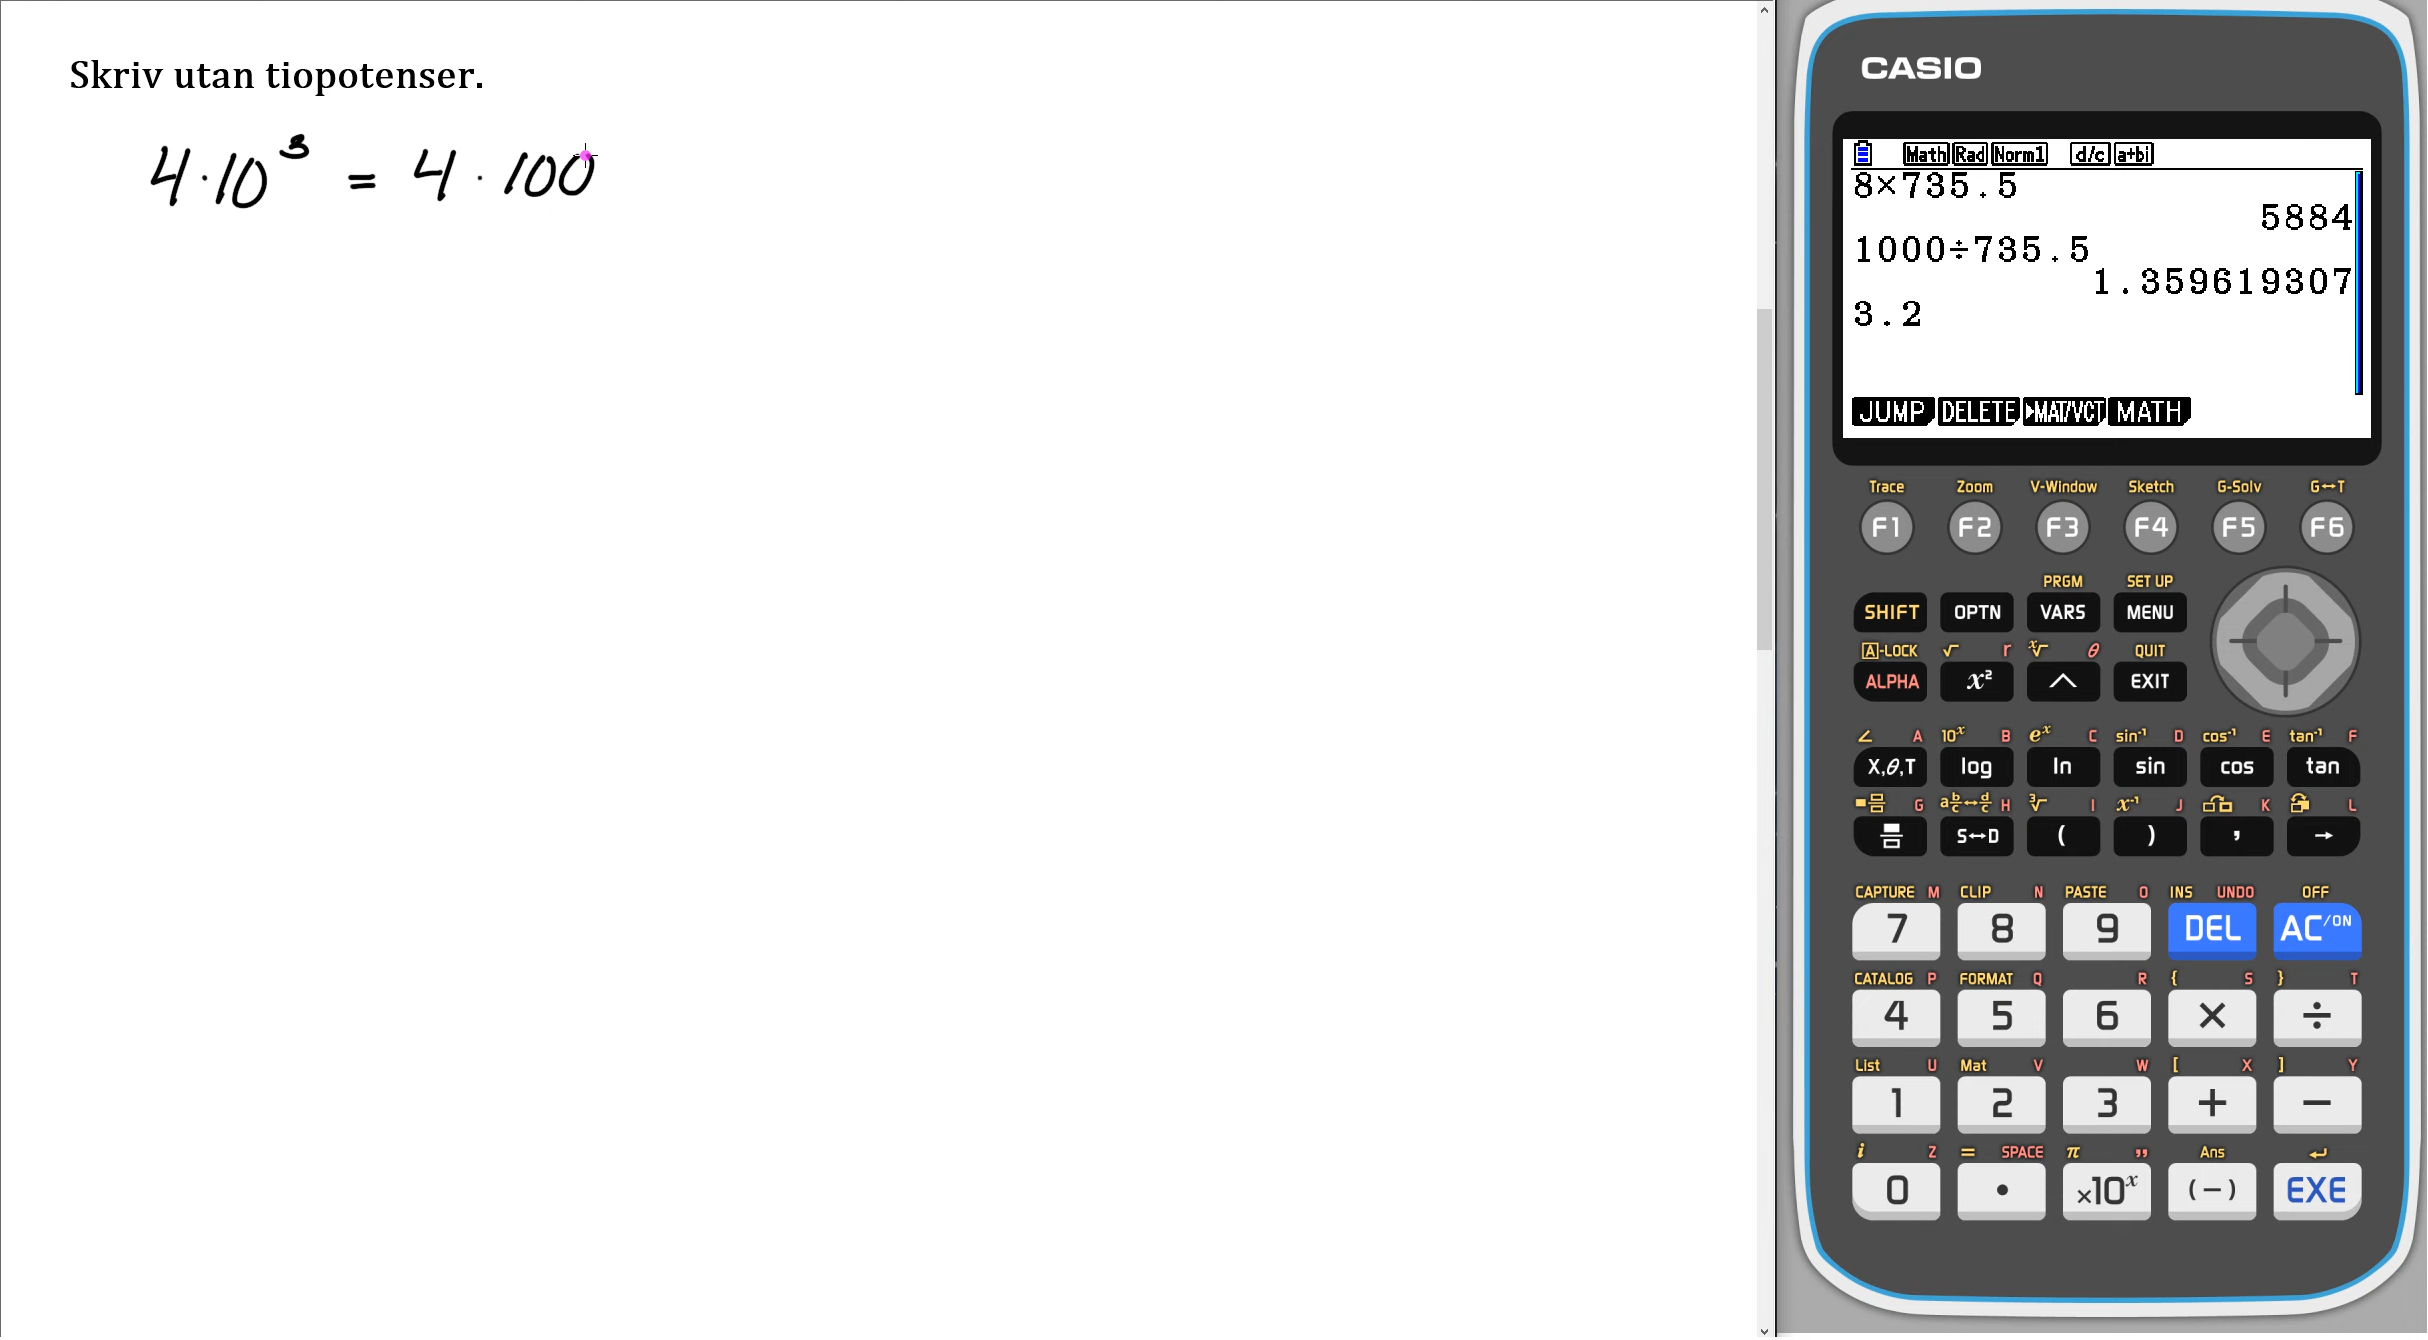 Skriv utan tiopotenser.
4·10³ = 4·100
CASIO
Math Rad Norm1 d/c a+bi
8×735.5
5884
1000÷735.5
1.359619307
3.2
JUMP DELETE ▶MAT/VCT MATH
Trace Zoom V-Window Sketch G-Solv G↔T
F1 F2 F3 F4 F5 F6
PRGM SET UP
SHIFT OPTN VARS MENU
A-LOCK √ r ˣ√ θ QUIT
ALPHA x² ^ EXIT
∠ A 10ˣ B eˣ C sin⁻¹ D cos⁻¹ E tan⁻¹ F
X,θ,T log ln sin cos tan
G a b/c↔d/c H ³√ I x⁻¹ J K L
S↔D ( ) , →
CAPTURE M CLIP N PASTE O INS UNDO OFF
7 8 9 DEL AC/ON
CATALOG P FORMAT Q R { S } T
4 5 6 × ÷
List U Mat V W [ X ] Y
1 2 3 + −
i Z = SPACE π " Ans ↵
0 • ×10ˣ (−) EXE